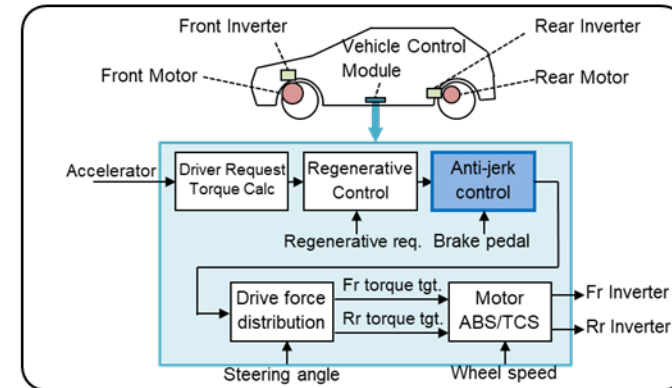 Front Inverter
Vehicle Control
Module
Rear Inverter
Front Motor
Rear Motor
Accelerator
Driver Request
Torque Calc
Regenerative
Control
Anti-jerk
control
Regenerative req.
Brake pedal
Fr torque tgt.
Rr torque tgt.
Drive force
distribution
Motor
ABS/TCS
Fr Inverter
Rr Inverter
Steering angle
Wheel speed